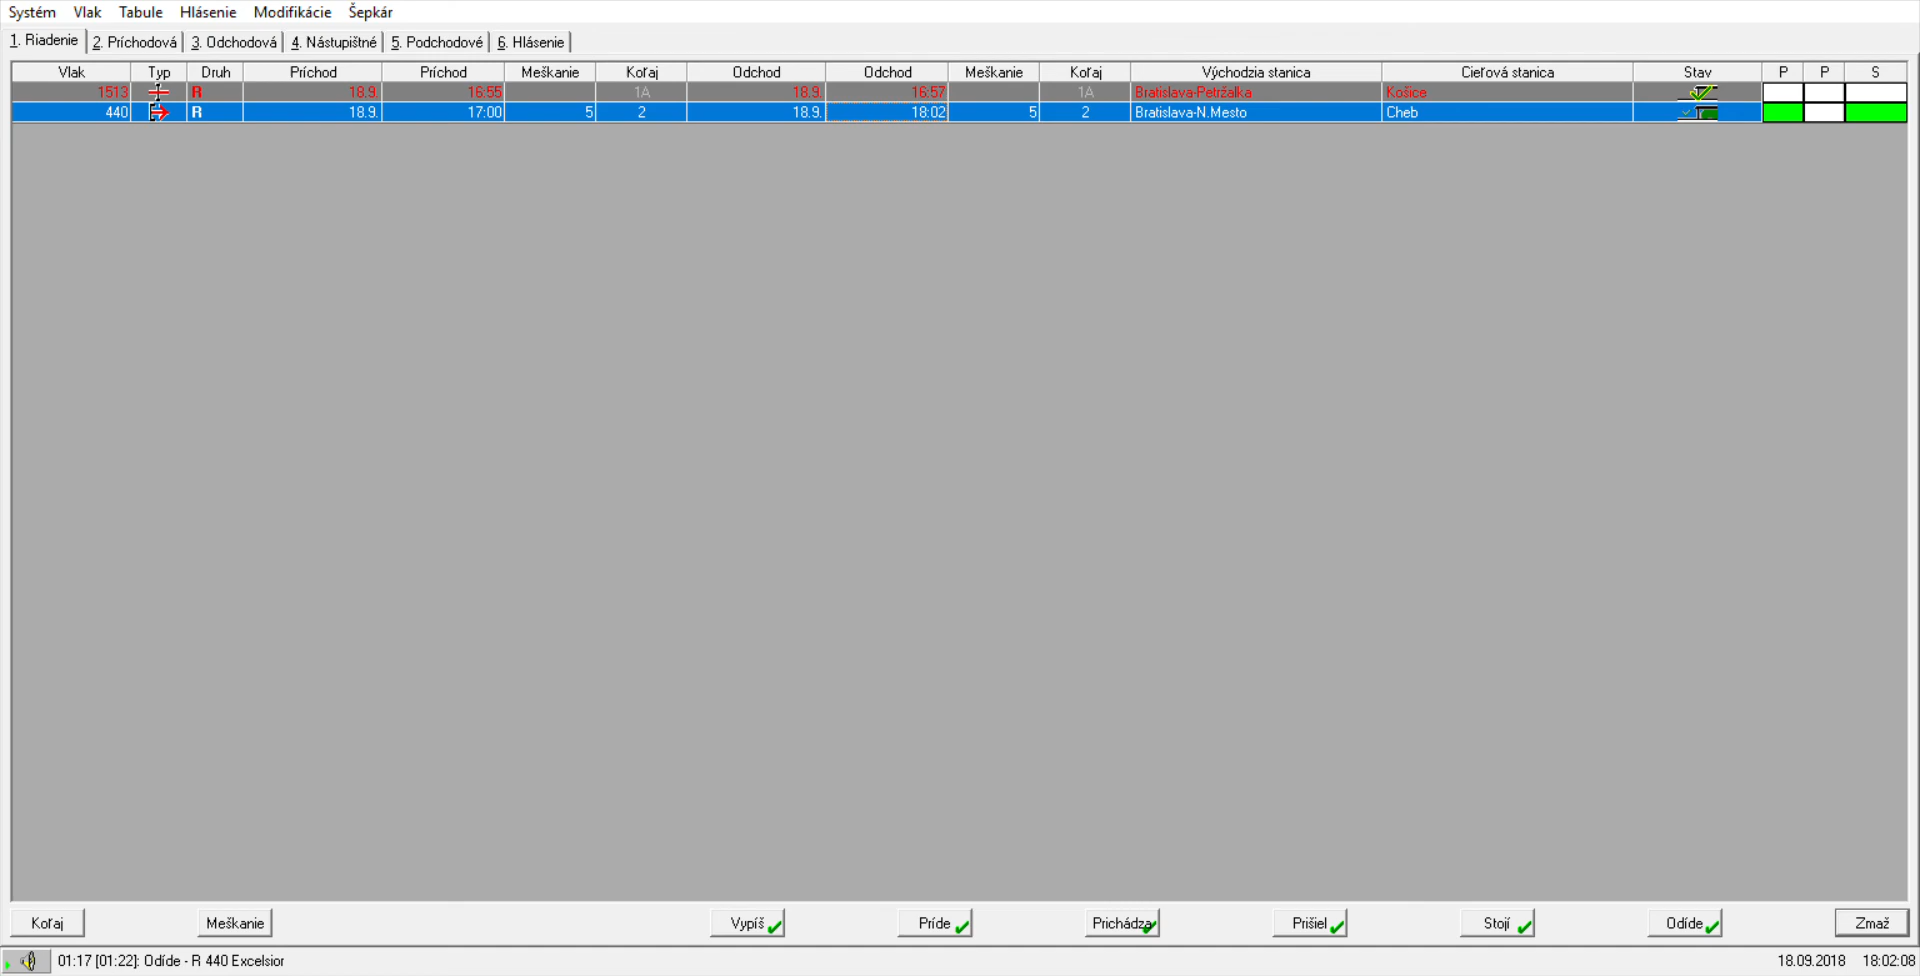 Systém Vlak Tabule Hlásenie Modifikácie Šepkár
1. Riadenie 2. Príchodová 3. Odchodová 4. Nástupištné 5. Podchodové 6. Hlásenie
Vlak Typ Druh Príchod Príchod Meškanie Koľaj Odchod Odchod Meškanie Koľaj Východzia stanica Cieľová stanica Stav P P S
1513 R 18.9. 16:55 1A 18.9. 16:57 1A Bratislava-Petržalka Košice
440 R 18.9. 17:00 5 2 18.9. 18:02 5 2 Bratislava-N.Mesto Cheb
Koľaj Meškanie Vypíš Príde Prichádza Prišiel Stojí Odíde Zmaž
01:17 [01:22]: Odíde - R 440 Excelsior 18.09.2018 18:02:08